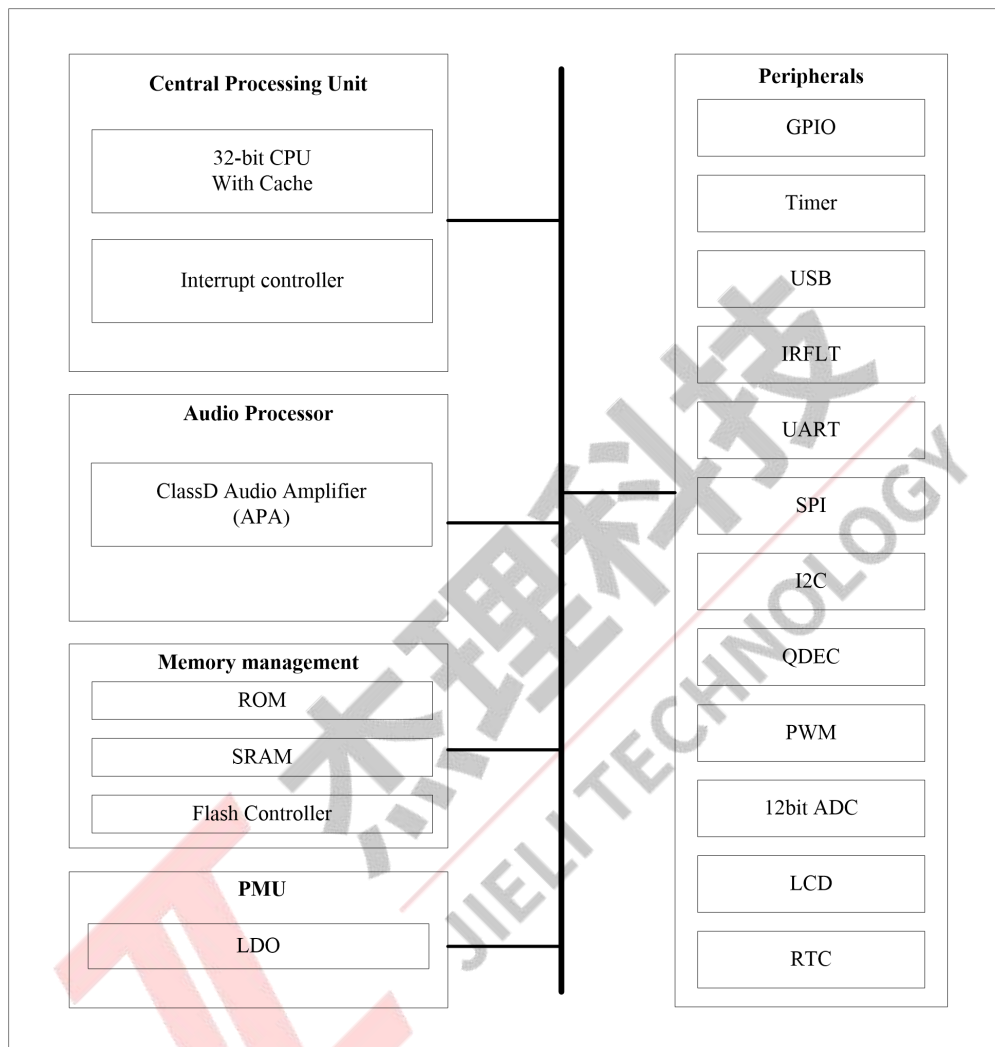 Central Processing Unit
32-bit CPU
With Cache
Interrupt controller
Audio Processor
ClassD Audio Amplifier
(APA)
Memory management
ROM
SRAM
Flash Controller
PMU
LDO
Peripherals
GPIO
Timer
USB
IRFLT
UART
SPI
I2C
QDEC
PWM
12bit ADC
LCD
RTC
杰理科技
JIELI TECHNOLOGY